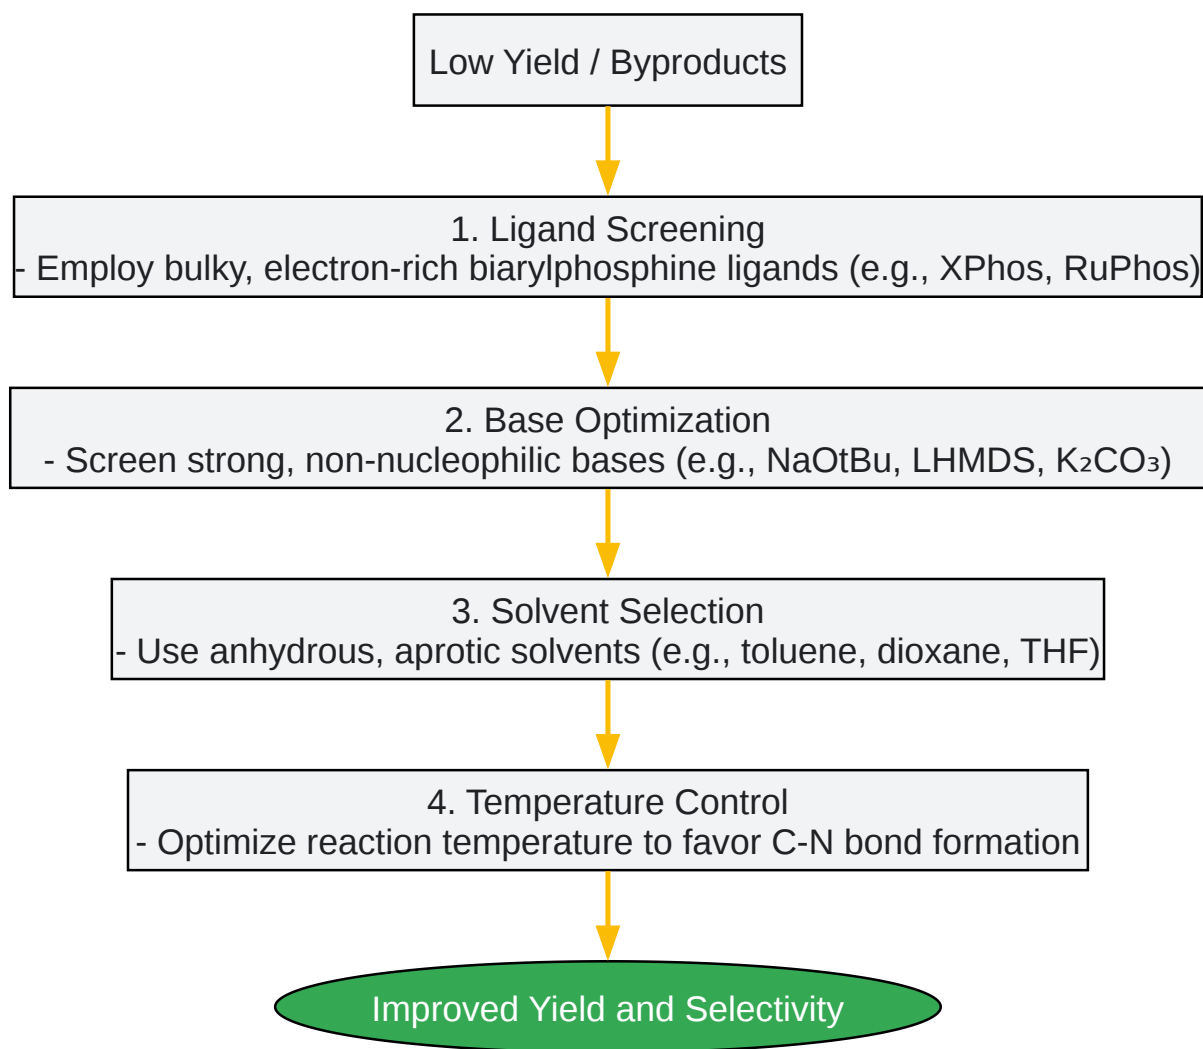 Low Yield / Byproducts
1. Ligand Screening
- Employ bulky, electron-rich biarylphosphine ligands (e.g., XPhos, RuPhos)
2. Base Optimization
- Screen strong, non-nucleophilic bases (e.g., NaOtBu, LHMDS, K₂CO₃)
3. Solvent Selection
- Use anhydrous, aprotic solvents (e.g., toluene, dioxane, THF)
4. Temperature Control
- Optimize reaction temperature to favor C-N bond formation
Improved Yield and Selectivity